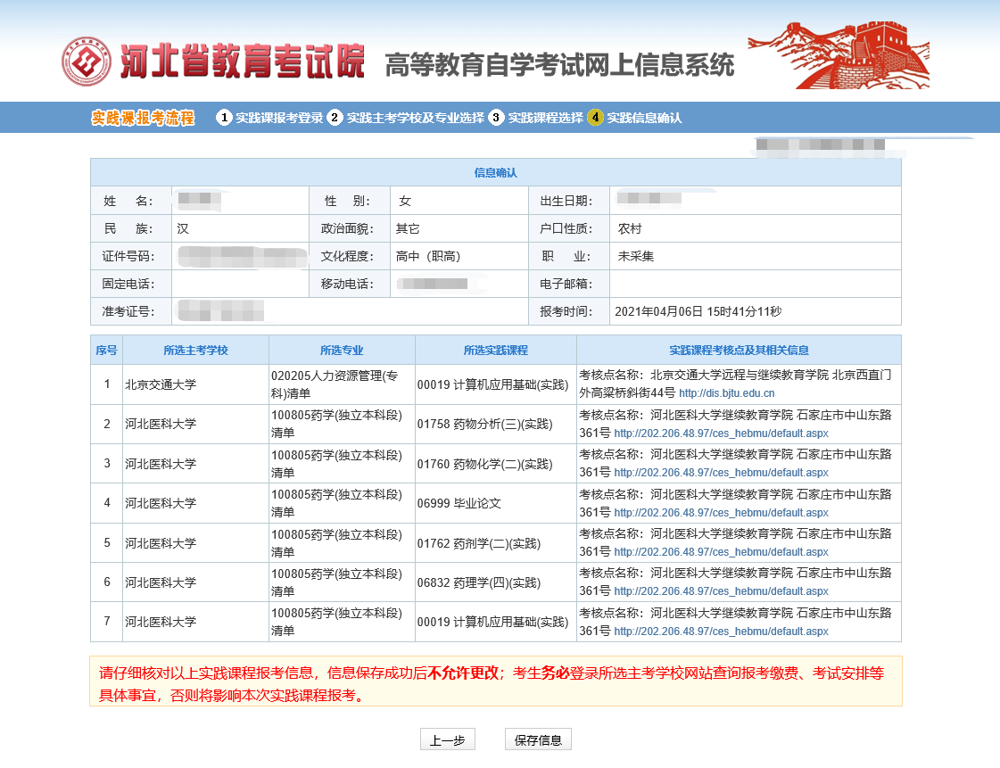 河北省教育考试院 高等教育自学考试网上信息系统
实践课报考流程 1 实践课报考登录 2 实践主考学校及专业选择 3 实践课程选择 4 实践信息确认
信息确认
姓 名: 性 别: 女 出生日期:
民 族: 汉 政治面貌: 其它 户口性质: 农村
证件号码: 文化程度: 高中（职高） 职 业: 未采集
固定电话: 移动电话: 电子邮箱:
准考证号: 报考时间: 2021年04月06日 15时41分11秒
序号 所选主考学校 所选专业 所选实践课程 实践课程考核点及其相关信息
1 北京交通大学 020205人力资源管理(专科)清单 00019 计算机应用基础(实践) 考核点名称：北京交通大学远程与继续教育学院 北京西直门外高粱桥斜街44号 http://dis.bjtu.edu.cn
2 河北医科大学 100805药学(独立本科段)清单 01758 药物分析(三)(实践) 考核点名称：河北医科大学继续教育学院 石家庄市中山东路361号 http://202.206.48.97/ces_hebmu/default.aspx
3 河北医科大学 100805药学(独立本科段)清单 01760 药物化学(二)(实践) 考核点名称：河北医科大学继续教育学院 石家庄市中山东路361号 http://202.206.48.97/ces_hebmu/default.aspx
4 河北医科大学 100805药学(独立本科段)清单 06999 毕业论文 考核点名称：河北医科大学继续教育学院 石家庄市中山东路361号 http://202.206.48.97/ces_hebmu/default.aspx
5 河北医科大学 100805药学(独立本科段)清单 01762 药剂学(二)(实践) 考核点名称：河北医科大学继续教育学院 石家庄市中山东路361号 http://202.206.48.97/ces_hebmu/default.aspx
6 河北医科大学 100805药学(独立本科段)清单 06832 药理学(四)(实践) 考核点名称：河北医科大学继续教育学院 石家庄市中山东路361号 http://202.206.48.97/ces_hebmu/default.aspx
7 河北医科大学 100805药学(独立本科段)清单 00019 计算机应用基础(实践) 考核点名称：河北医科大学继续教育学院 石家庄市中山东路361号 http://202.206.48.97/ces_hebmu/default.aspx
请仔细核对以上实践课程报考信息，信息保存成功后不允许更改；考生务必登录所选主考学校网站查询报考缴费、考试安排等
具体事宜，否则将影响本次实践课程报考。
上一步 保存信息